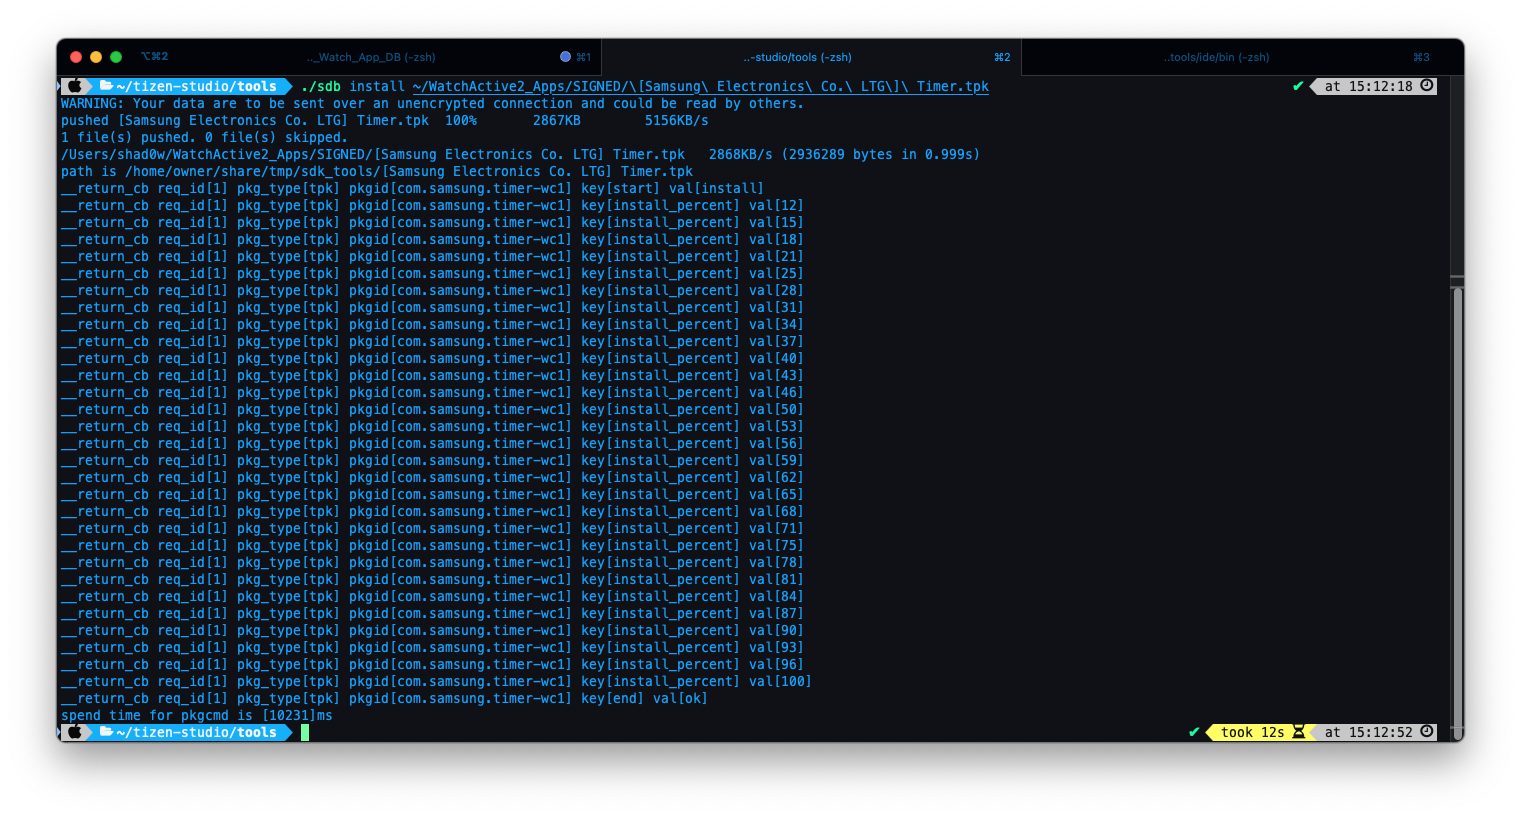 ⌥⌘2 .._Watch_App_DB (-zsh) ⌘1 ..-studio/tools (-zsh) ⌘2 ..tools/ide/bin (-zsh) ⌘3
~/tizen-studio/tools ./sdb install ~/WatchActive2_Apps/SIGNED/\[Samsung\ Electronics\ Co.\ LTG\]\ Timer.tpk ✔ at 15:12:18
WARNING: Your data are to be sent over an unencrypted connection and could be read by others.
pushed [Samsung Electronics Co. LTG] Timer.tpk 100% 2867KB 5156KB/s
1 file(s) pushed. 0 file(s) skipped.
/Users/shad0w/WatchActive2_Apps/SIGNED/[Samsung Electronics Co. LTG] Timer.tpk 2868KB/s (2936289 bytes in 0.999s)
path is /home/owner/share/tmp/sdk_tools/[Samsung Electronics Co. LTG] Timer.tpk
__return_cb req_id[1] pkg_type[tpk] pkgid[com.samsung.timer-wc1] key[start] val[install]
__return_cb req_id[1] pkg_type[tpk] pkgid[com.samsung.timer-wc1] key[install_percent] val[12]
__return_cb req_id[1] pkg_type[tpk] pkgid[com.samsung.timer-wc1] key[install_percent] val[15]
__return_cb req_id[1] pkg_type[tpk] pkgid[com.samsung.timer-wc1] key[install_percent] val[18]
__return_cb req_id[1] pkg_type[tpk] pkgid[com.samsung.timer-wc1] key[install_percent] val[21]
__return_cb req_id[1] pkg_type[tpk] pkgid[com.samsung.timer-wc1] key[install_percent] val[25]
__return_cb req_id[1] pkg_type[tpk] pkgid[com.samsung.timer-wc1] key[install_percent] val[28]
__return_cb req_id[1] pkg_type[tpk] pkgid[com.samsung.timer-wc1] key[install_percent] val[31]
__return_cb req_id[1] pkg_type[tpk] pkgid[com.samsung.timer-wc1] key[install_percent] val[34]
__return_cb req_id[1] pkg_type[tpk] pkgid[com.samsung.timer-wc1] key[install_percent] val[37]
__return_cb req_id[1] pkg_type[tpk] pkgid[com.samsung.timer-wc1] key[install_percent] val[40]
__return_cb req_id[1] pkg_type[tpk] pkgid[com.samsung.timer-wc1] key[install_percent] val[43]
__return_cb req_id[1] pkg_type[tpk] pkgid[com.samsung.timer-wc1] key[install_percent] val[46]
__return_cb req_id[1] pkg_type[tpk] pkgid[com.samsung.timer-wc1] key[install_percent] val[50]
__return_cb req_id[1] pkg_type[tpk] pkgid[com.samsung.timer-wc1] key[install_percent] val[53]
__return_cb req_id[1] pkg_type[tpk] pkgid[com.samsung.timer-wc1] key[install_percent] val[56]
__return_cb req_id[1] pkg_type[tpk] pkgid[com.samsung.timer-wc1] key[install_percent] val[59]
__return_cb req_id[1] pkg_type[tpk] pkgid[com.samsung.timer-wc1] key[install_percent] val[62]
__return_cb req_id[1] pkg_type[tpk] pkgid[com.samsung.timer-wc1] key[install_percent] val[65]
__return_cb req_id[1] pkg_type[tpk] pkgid[com.samsung.timer-wc1] key[install_percent] val[68]
__return_cb req_id[1] pkg_type[tpk] pkgid[com.samsung.timer-wc1] key[install_percent] val[71]
__return_cb req_id[1] pkg_type[tpk] pkgid[com.samsung.timer-wc1] key[install_percent] val[75]
__return_cb req_id[1] pkg_type[tpk] pkgid[com.samsung.timer-wc1] key[install_percent] val[78]
__return_cb req_id[1] pkg_type[tpk] pkgid[com.samsung.timer-wc1] key[install_percent] val[81]
__return_cb req_id[1] pkg_type[tpk] pkgid[com.samsung.timer-wc1] key[install_percent] val[84]
__return_cb req_id[1] pkg_type[tpk] pkgid[com.samsung.timer-wc1] key[install_percent] val[87]
__return_cb req_id[1] pkg_type[tpk] pkgid[com.samsung.timer-wc1] key[install_percent] val[90]
__return_cb req_id[1] pkg_type[tpk] pkgid[com.samsung.timer-wc1] key[install_percent] val[93]
__return_cb req_id[1] pkg_type[tpk] pkgid[com.samsung.timer-wc1] key[install_percent] val[96]
__return_cb req_id[1] pkg_type[tpk] pkgid[com.samsung.timer-wc1] key[install_percent] val[100]
__return_cb req_id[1] pkg_type[tpk] pkgid[com.samsung.timer-wc1] key[end] val[ok]
spend time for pkgcmd is [10231]ms
~/tizen-studio/tools ✔ took 12s at 15:12:52